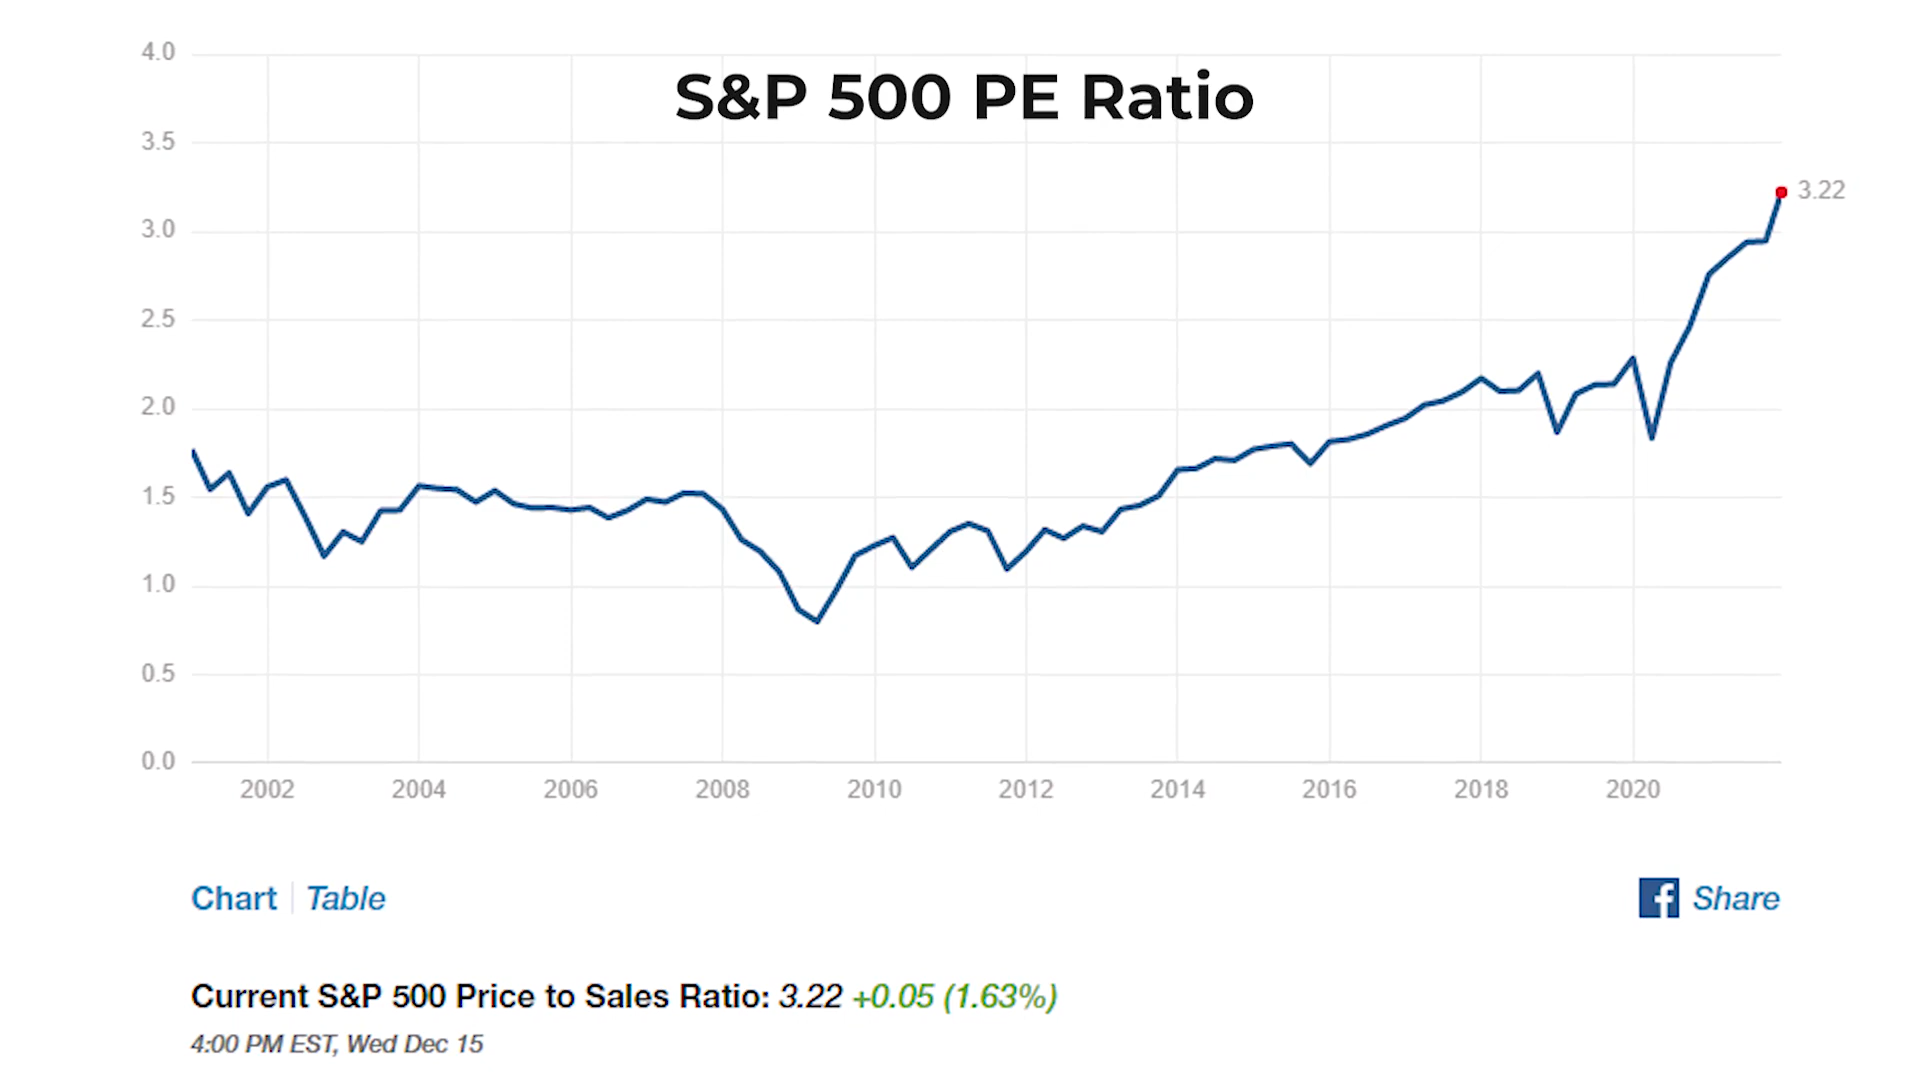 S&P 500 PE Ratio
4.0
3.5
3.0
2.5
2.0
1.5
1.0
0.5
0.0
3.22
2002 2004 2006 2008 2010 2012 2014 2016 2018 2020
Chart | Table
Share
Current S&P 500 Price to Sales Ratio: 3.22 +0.05 (1.63%)
4:00 PM EST, Wed Dec 15